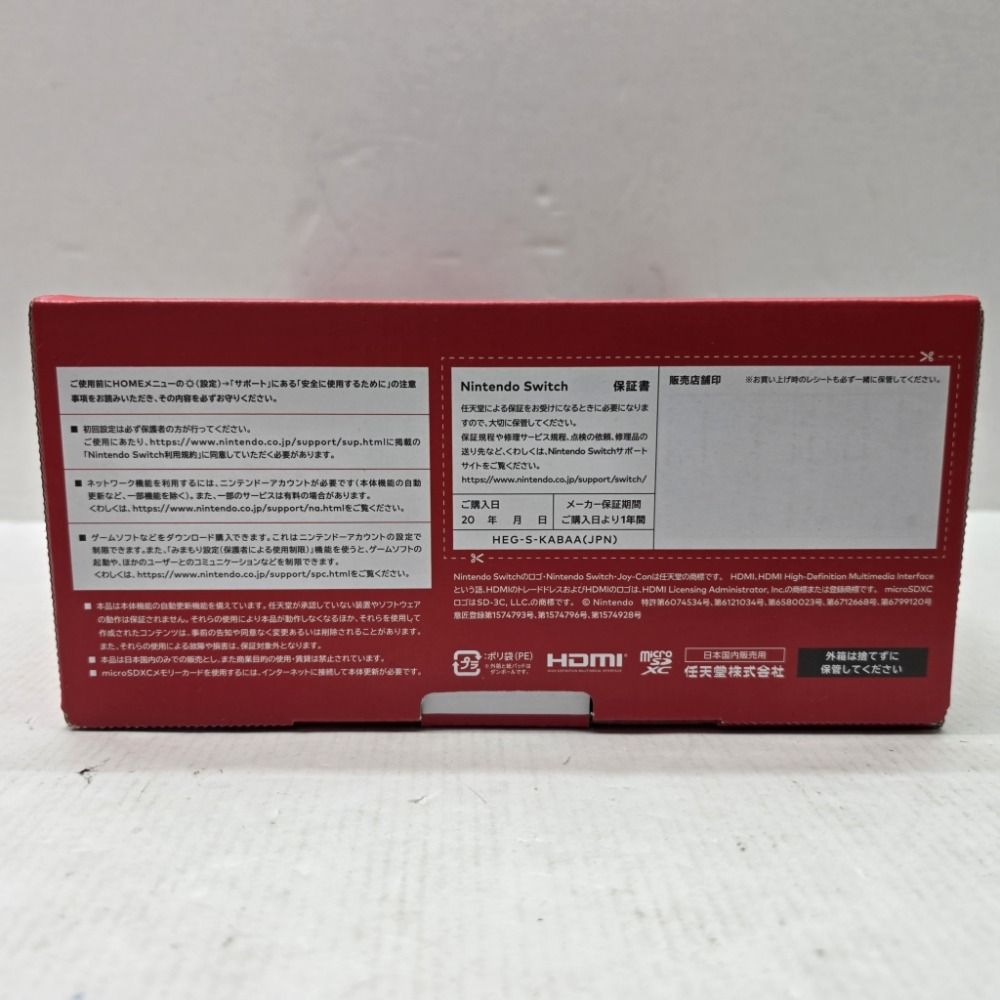 ご使用前にHOMEメニューの(設定)→「サポート」にある「安全に使用するために」の注意
事項をお読みいただき、その内容を必ずお守りください。
■ 初回設定は必ず保護者の方が行ってください。
ご使用にあたり、https://www.nintendo.co.jp/support/sup.htmlに掲載の
「Nintendo Switch利用規約」に同意していただく必要があります。
■ ネットワーク機能を利用するには、ニンテンドーアカウントが必要です(本体機能の自動
更新など、一部機能を除く)。また、一部のサービスは有料の場合があります。
くわしくは、https://www.nintendo.co.jp/support/na.htmlをご覧ください。
■ ゲームソフトなどをダウンロード購入できます。これはニンテンドーアカウントの設定で
制限できます。また、「みまもり設定(保護者による使用制限)」機能を使うと、ゲームソフトの
起動や、ほかのユーザーとのコミュニケーションなどを制限できます。
くわしくは、https://www.nintendo.co.jp/support/spc.htmlをご覧ください。
■ 本品は本体機能の自動更新機能を備えています。任天堂が承認していない装置やソフトウェア
の動作は保証されません。それらの使用により本品が動作しなくなるほか、それらを使用して
作成されたコンテンツは、事前の告知や同意なく変更あるいは削除されることがあります。
また、それらの使用による故障や損害は、保証対象外となります。
■ 本品は日本国内のみでの販売とし、また商業目的の使用・賃貸は禁止されています。
■ microSDXCメモリーカードを使用するには、インターネットに接続して本体更新が必要です。
Nintendo Switch 保証書
任天堂による保証をお受けになるときに必要になりま
すので、大切に保管してください。
保証規程や修理サービス規程、点検の依頼、修理品の
送り先など、くわしくは、Nintendo Switchサポート
サイトをご覧ください。
https://www.nintendo.co.jp/support/switch/
ご購入日 メーカー保証期間
20 年 月 日 ご購入日より1年間
HEG-S-KABAA(JPN)
販売店舗印 ※お買い上げ時のレシートも必ず一緒に保管してください。
Nintendo Switchのロゴ・Nintendo Switch・Joy-Conは任天堂の商標です。 HDMI、HDMI High-Definition Multimedia Interface
という語、HDMIのトレードドレスおよびHDMIのロゴは、HDMI Licensing Administrator, Inc.の商標または登録商標です。 microSDXC
ロゴはSD-3C, LLC.の商標です。 © Nintendo 特許第6074534号、第6121034号、第6580023号、第6712668号、第6799120号
意匠登録第1574793号、第1574796号、第1574928号
プラ :ポリ袋(PE)
※外箱と紙パッドは
ダンボールです。
HDMI
HIGH-DEFINITION MULTIMEDIA INTERFACE
micro SD XC
日本国内販売用
任天堂株式会社
外箱は捨てずに
保管してください